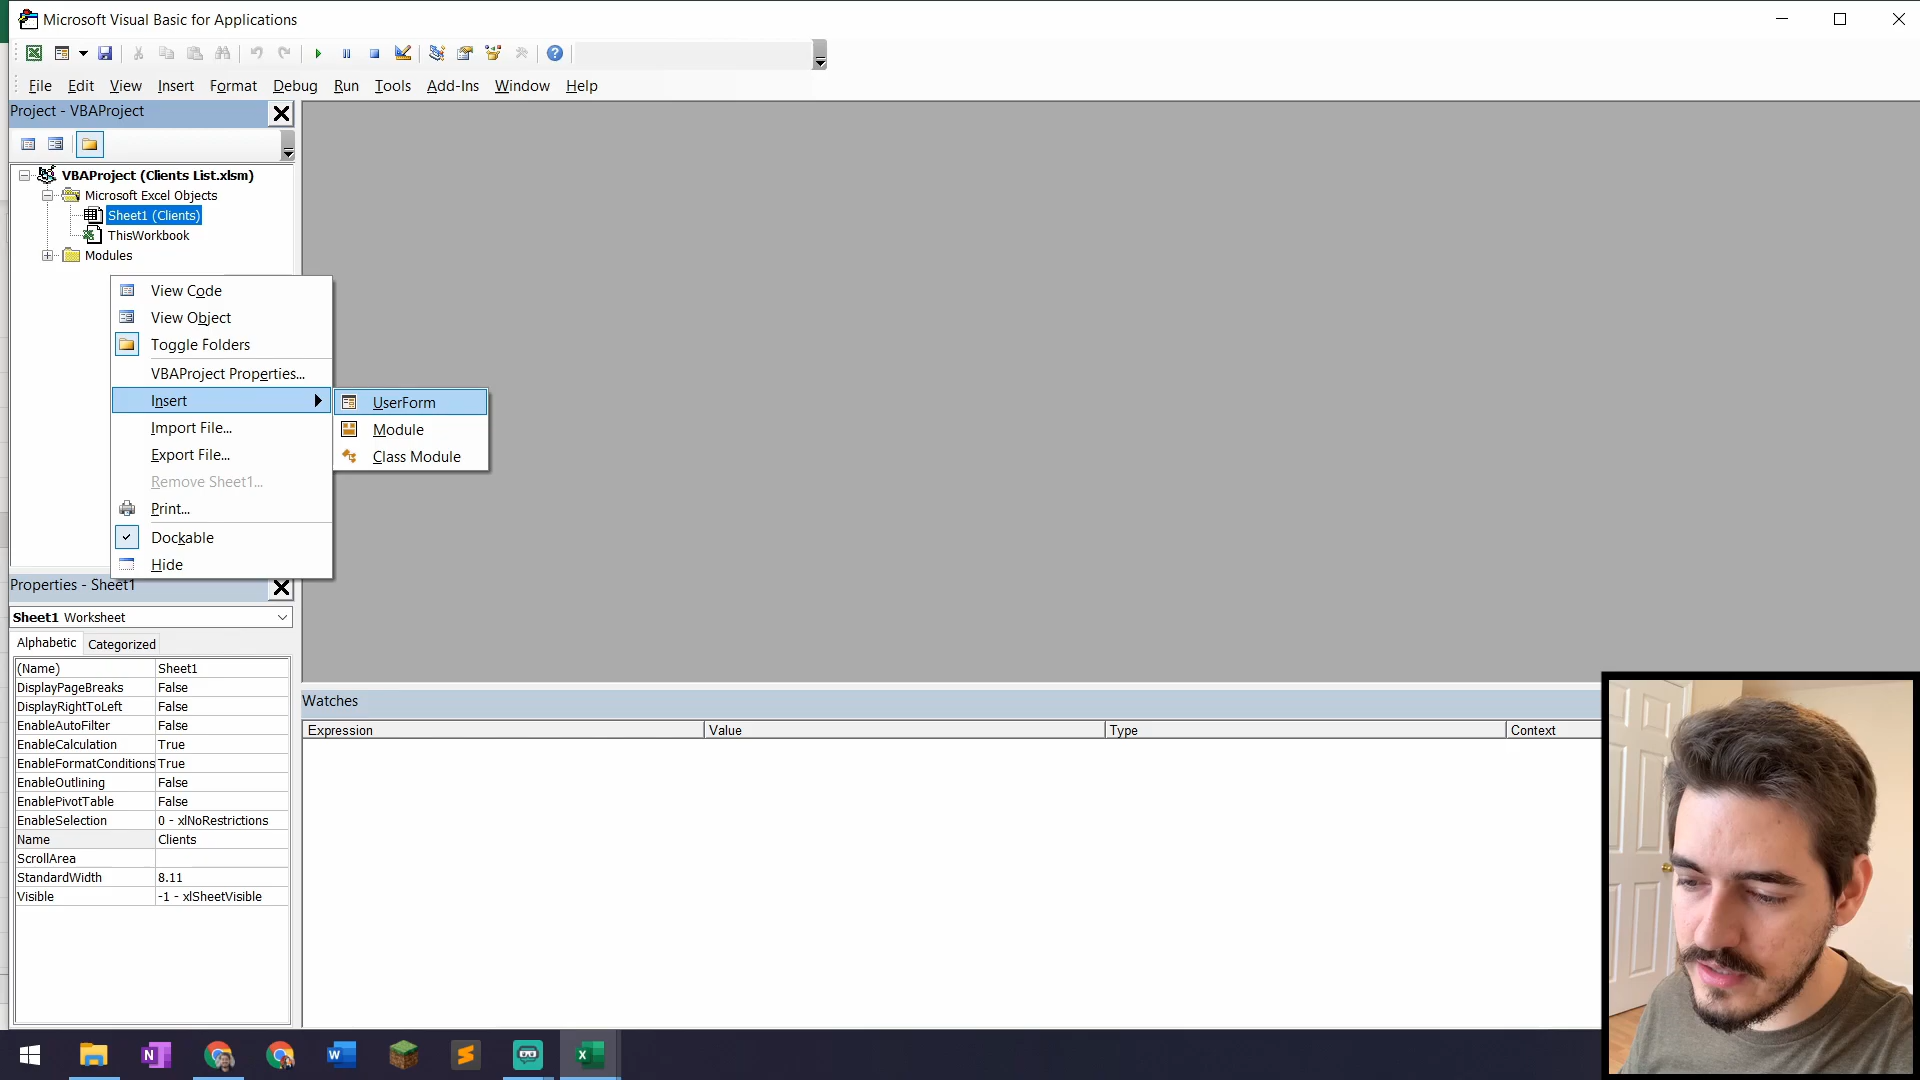 Microsoft Visual Basic for Applications
File Edit View Insert Format Debug Run Tools Add-Ins Window Help
Project - VBAProject
VBAProject (Clients List.xlsm)
Microsoft Excel Objects
Sheet1 (Clients)
ThisWorkbook
Modules
View Code
View Object
Toggle Folders
VBAProject Properties...
Insert
UserForm
Module
Class Module
Import File...
Export File...
Remove Sheet1...
Print...
Dockable
Hide
Properties - Sheet1
Sheet1 Worksheet
Alphabetic Categorized
(Name) Sheet1
DisplayPageBreaks False
DisplayRightToLeft False
EnableAutoFilter False
EnableCalculation True
EnableFormatConditions True
EnableOutlining False
EnablePivotTable False
EnableSelection 0 - xlNoRestrictions
Name Clients
ScrollArea
StandardWidth 8.11
Visible -1 - xlSheetVisible
Watches
Expression Value Type Context